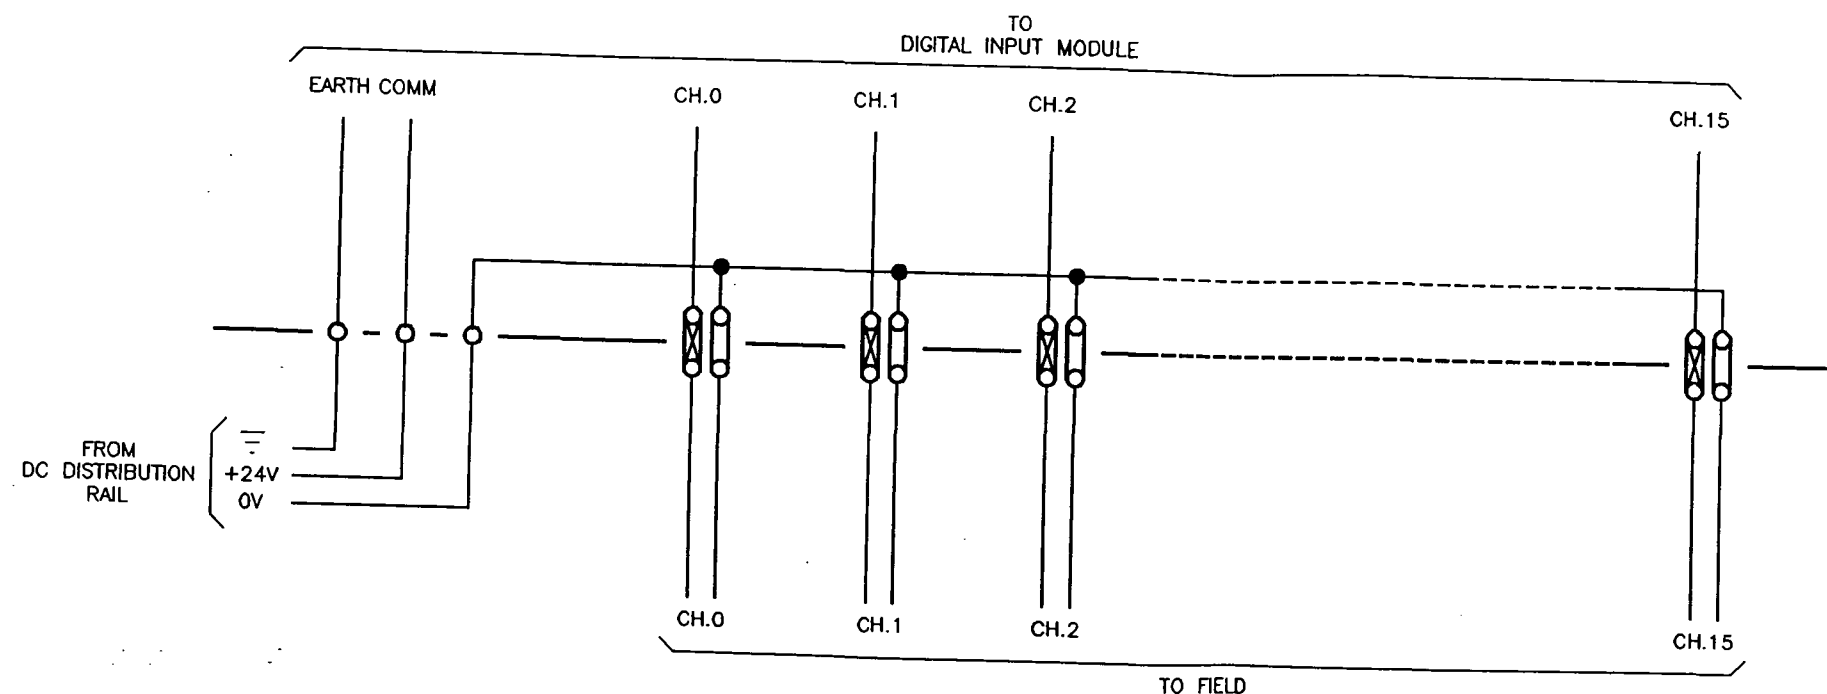 TO
DIGITAL INPUT MODULE
EARTH COMM
CH.0
CH.1
CH.2
CH.15
FROM
DC DISTRIBUTION
RAIL
+24V
0V
CH.0
CH.1
CH.2
CH.15
TO FIELD